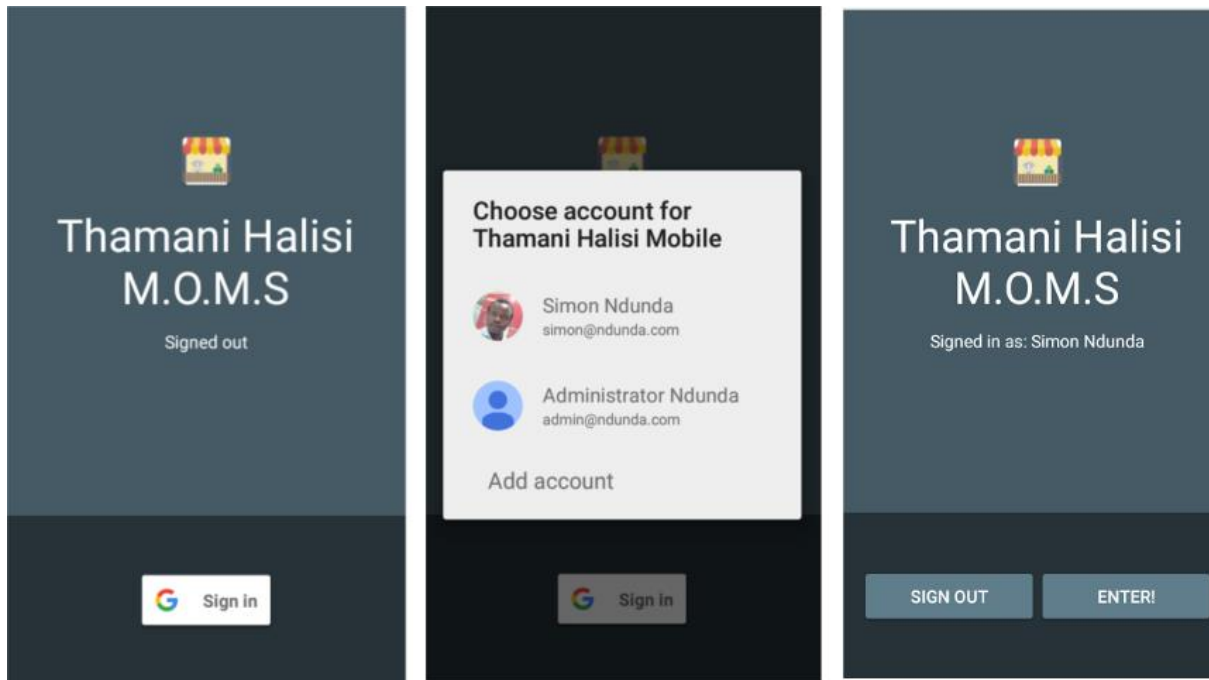 Thamani Halisi
M.O.M.S
Signed out
Sign in
Choose account for
Thamani Halisi Mobile
Simon Ndunda
simon@ndunda.com
Administrator Ndunda
admin@ndunda.com
Add account
Sign in
Thamani Halisi
M.O.M.S
Signed in as: Simon Ndunda
SIGN OUT
ENTER!